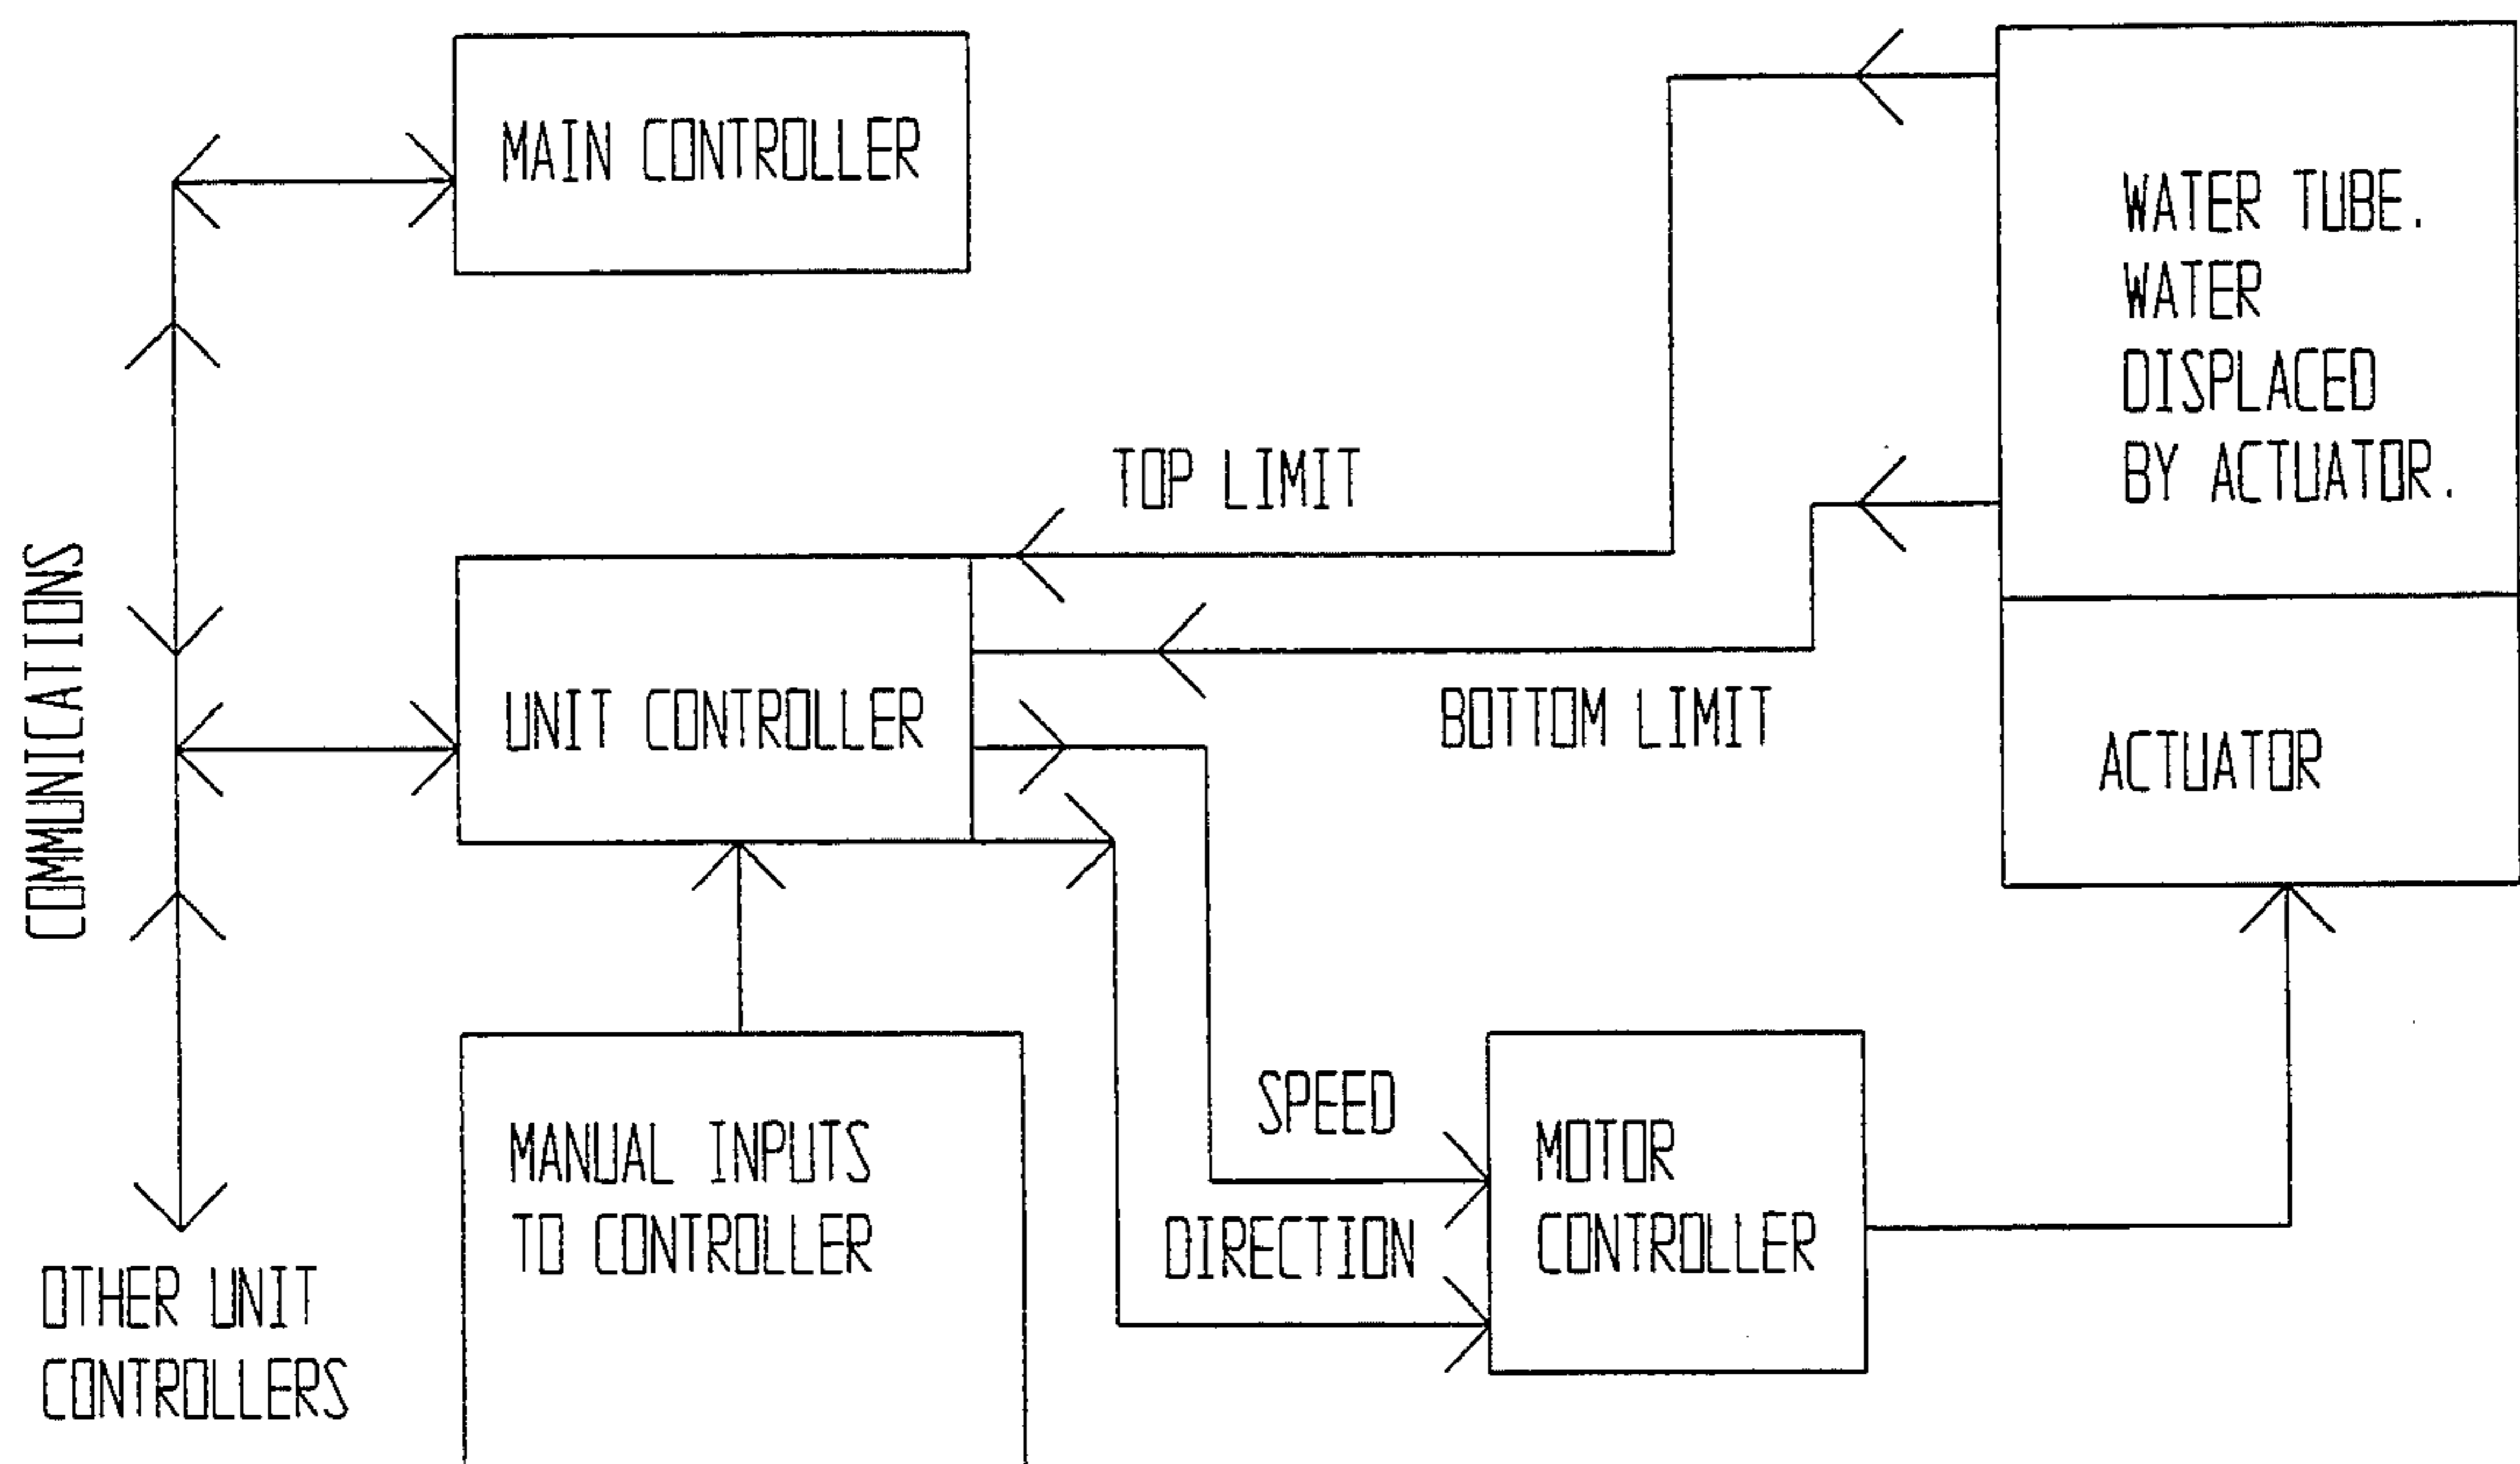 MAIN CONTROLLER
WATER TUBE.
WATER
DISPLACED
BY ACTUATOR.
TOP LIMIT
COMMUNICATIONS
UNIT CONTROLLER
BOTTOM LIMIT
ACTUATOR
MANUAL INPUTS
TO CONTROLLER
SPEED
DIRECTION
MOTOR
CONTROLLER
OTHER UNIT
CONTROLLERS